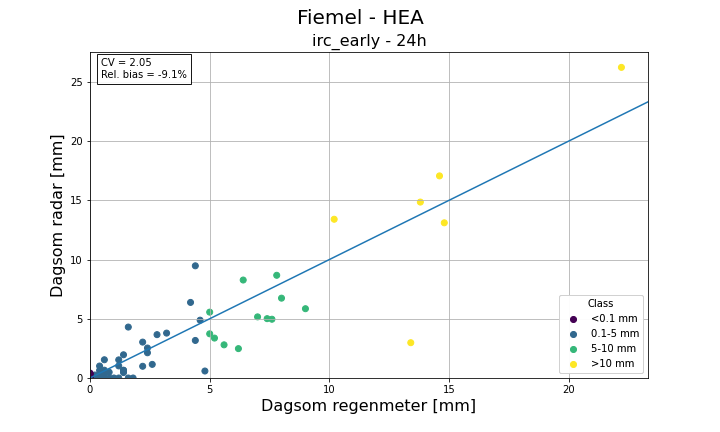 Fiemel - HEA
irc_early - 24h
CV = 2.05
Rel. bias = -9.1%
Dagsom radar [mm]
25
20
15
10
5
0
0 5 10 15 20
Dagsom regenmeter [mm]
Class
<0.1 mm
0.1-5 mm
5-10 mm
>10 mm